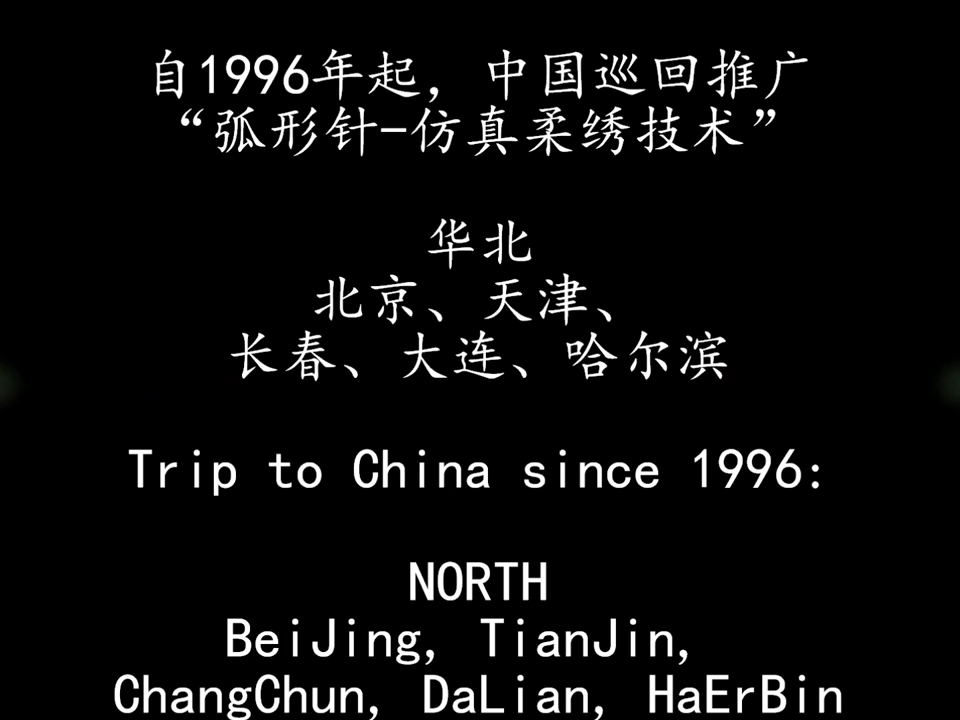 自1996年起，中国巡回推广
“弧形针-仿真柔绣技术”
华北
北京、天津、
长春、大连、哈尔滨
Trip to China since 1996:
NORTH
BeiJing, TianJin,
ChangChun, DaLian, HaErBin